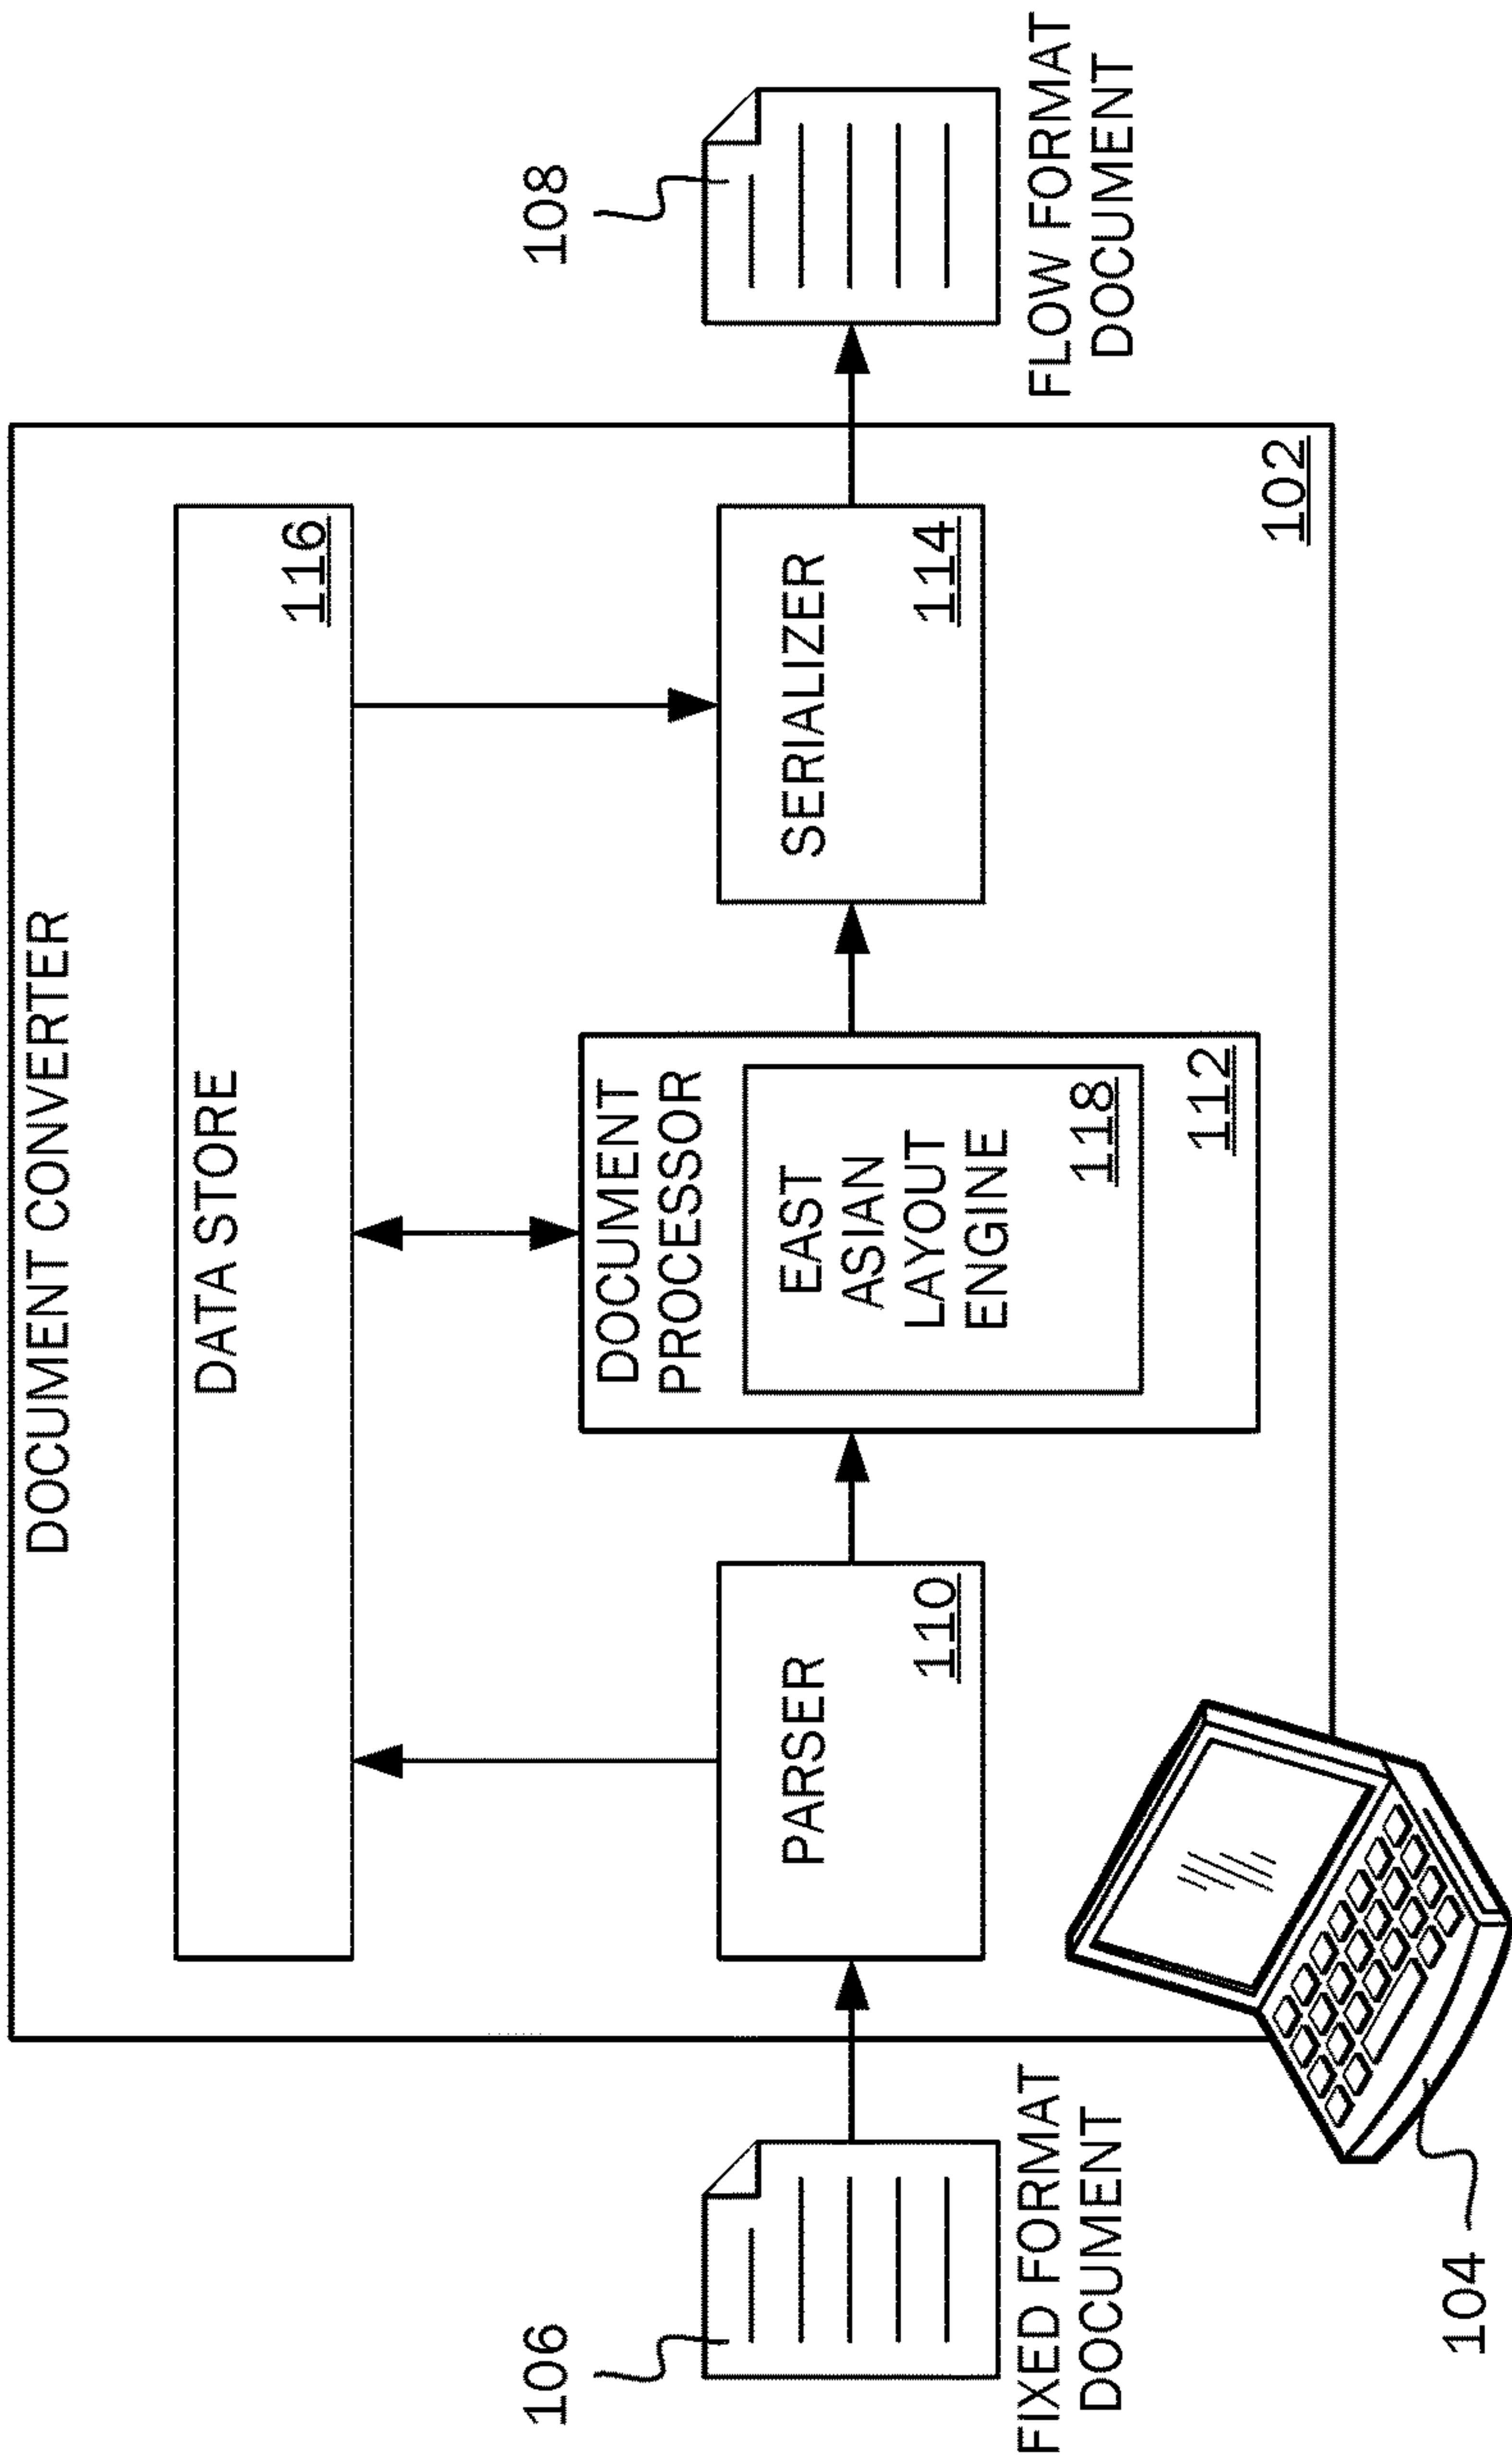 DOCUMENT CONVERTER
DATA STORE
116
106
FIXED FORMAT
DOCUMENT
PARSER
110
DOCUMENT
PROCESSOR
EAST
ASIAN
LAYOUT
ENGINE
118
112
SERIALIZER
114
108
FLOW FORMAT
DOCUMENT
102
104